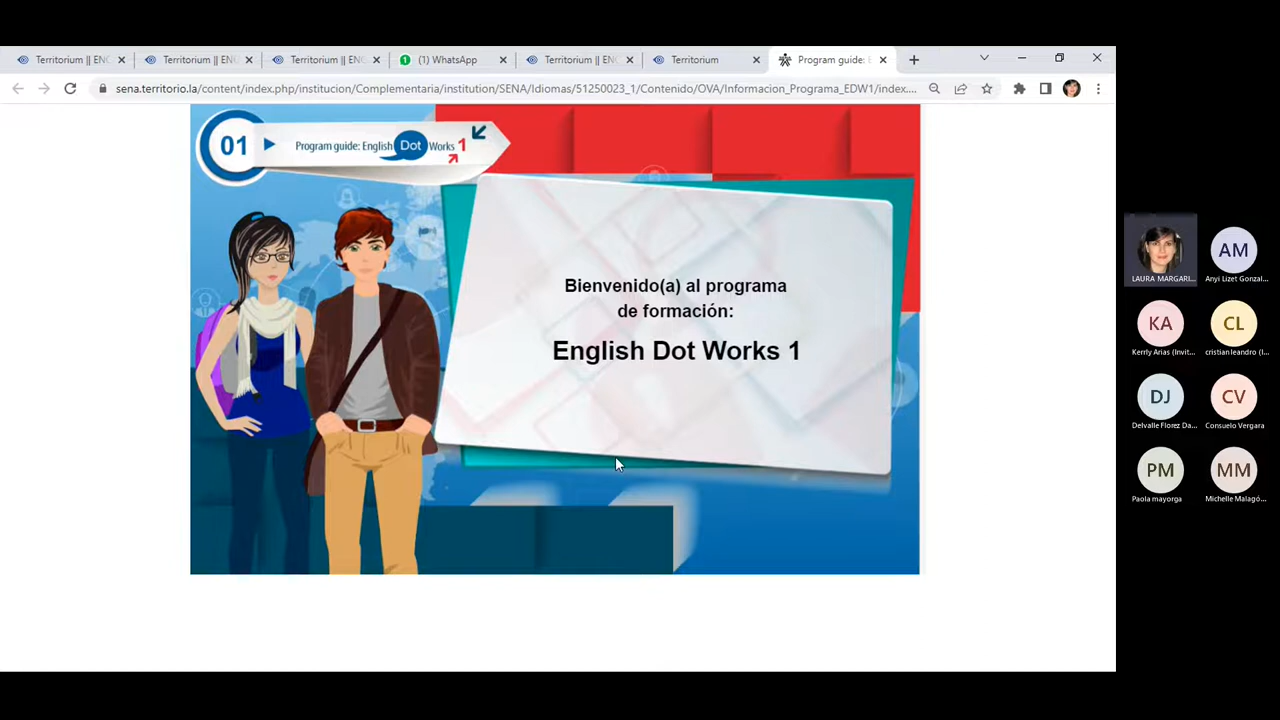 Territorium || EN
Territorium || EN
Territorium || EN
1
(1) WhatsApp
Territorium || EN
Territorium
Program guide: E
sena.territorio.la/content/index.php/institucion/Complementaria/institution/SENA/Idiomas/51250023_1/Contenido/OVA/Informacion_Programa_EDW1/index....
01
Program guide: English Dot Works 1
Bienvenido(a) al programa
de formación:
English Dot Works 1
LAURA MARGARI...
AM
Anyi Lizet Gonzal...
KA
Kerrly Arias (Invit...
CL
cristian leandro (I...
DJ
Delvalle Florez Da...
CV
Consuelo Vergara
PM
Paola mayorga
MM
Michelle Malagó...